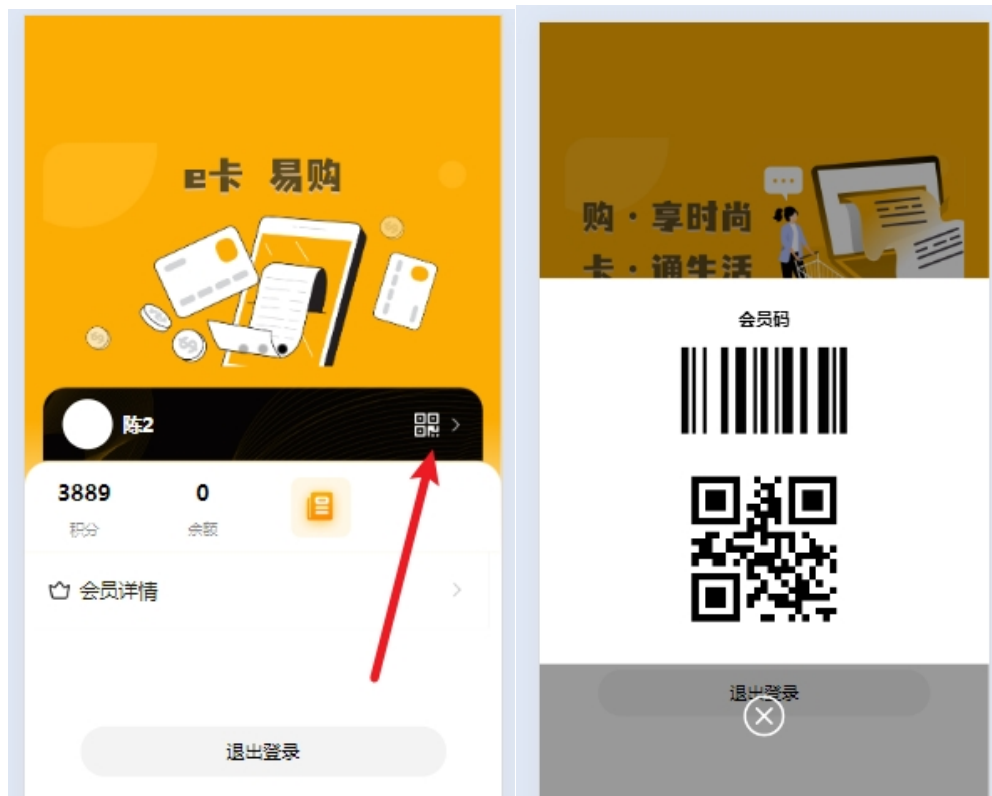 e卡 易购
陈2
3889
0
积分
余额
会员详情
退出登录
购·享时尚
卡·通生活
会员码
退出登录